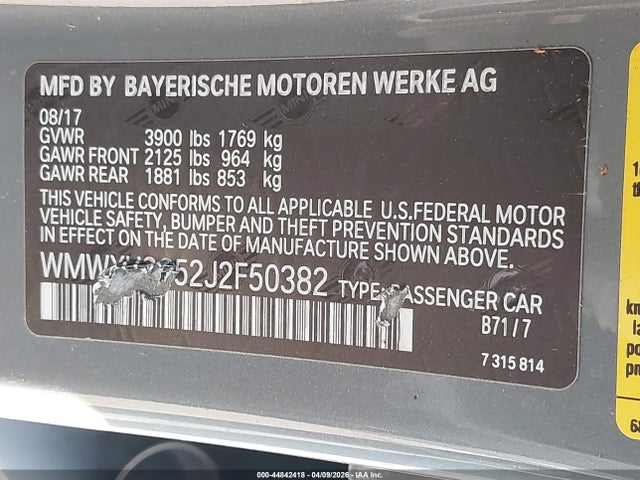 MFD BY BAYERISCHE MOTOREN WERKE AG
08/17
GVWR 3900 lbs 1769 kg
GAWR FRONT 2125 lbs 964 kg
GAWR REAR 1881 lbs 853 kg
THIS VEHICLE CONFORMS TO ALL APPLICABLE U.S.FEDERAL MOTOR
VEHICLE SAFETY, BUMPER AND THEFT PREVENTION STANDARDS
IN EFFECT ON THE DATE OF MANUFACTURE SHOWN ABOVE.
TYPE: PASSENGER CAR
B71/7
7 315 814
000-44842418 | 04/09/2026 | IAA, Inc.